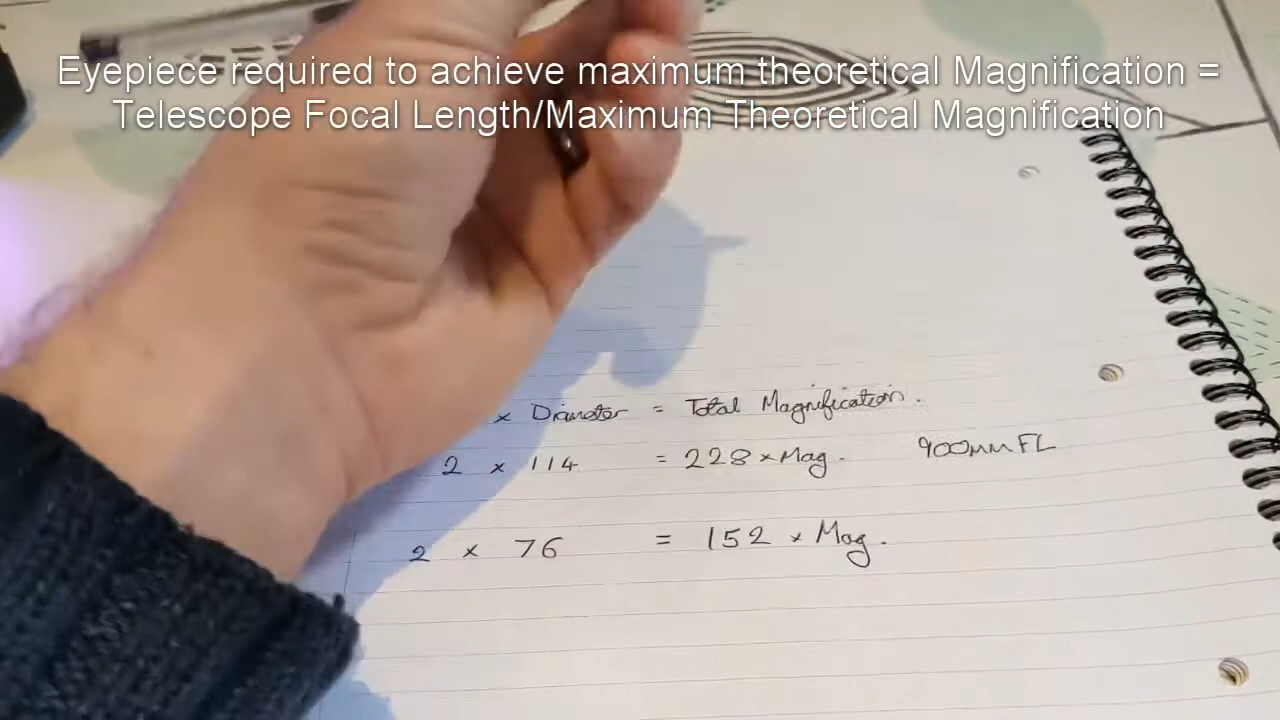 Eyepiece required to achieve maximum theoretical Magnification =
Telescope Focal Length/Maximum Theoretical Magnification
x Diameter = Total Magnification.
2 x 114 = 228 x Mag. 900mm FL
2 x 76 = 152 x Mag.